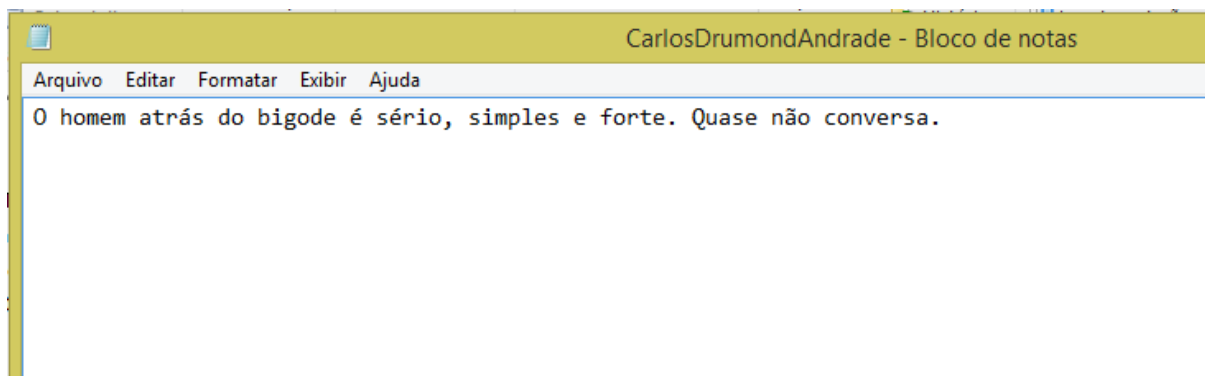 CarlosDrumondAndrade - Bloco de notas
Arquivo Editar Formatar Exibir Ajuda
O homem atrás do bigode é sério, simples e forte. Quase não conversa.